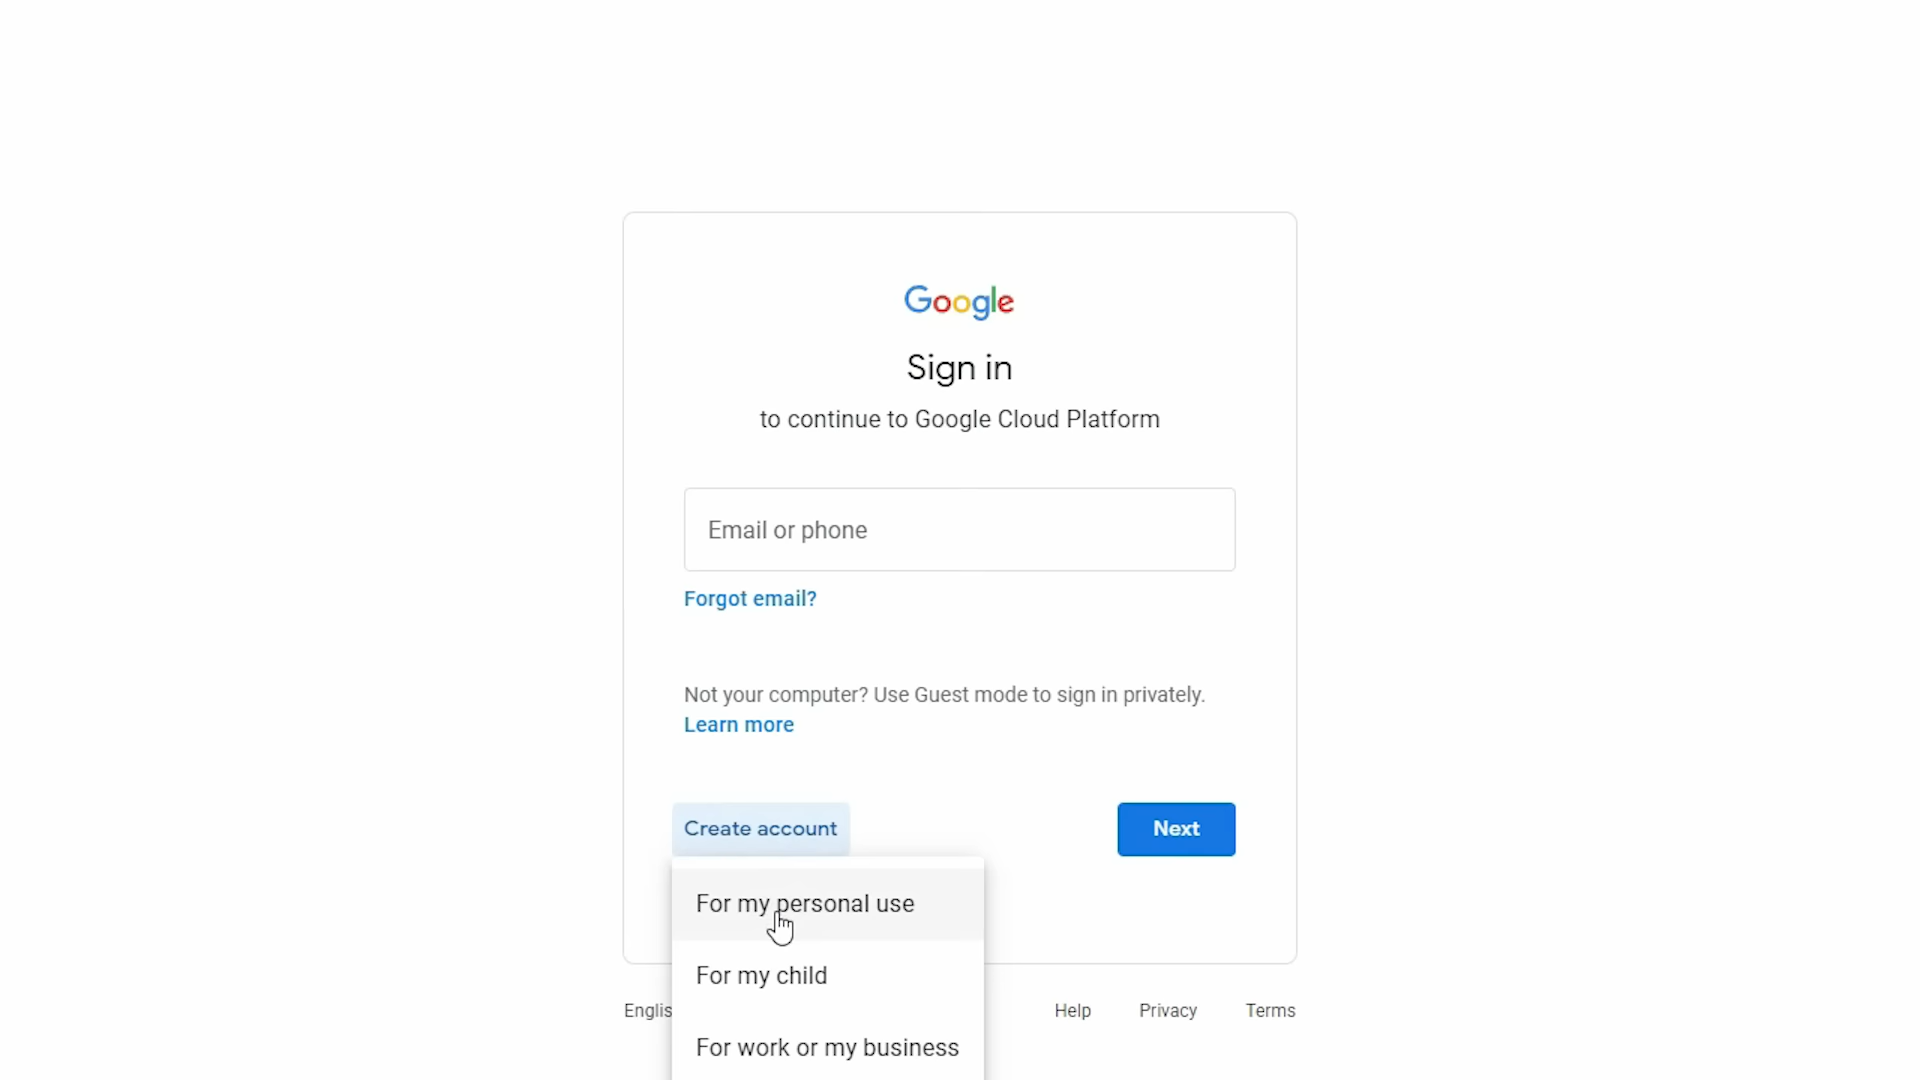 Google
Sign in
to continue to Google Cloud Platform
Email or phone
Forgot email?
Not your computer? Use Guest mode to sign in privately.
Learn more
Create account
Next
For my personal use
For my child
Englis
Help
Privacy
Terms
For work or my business